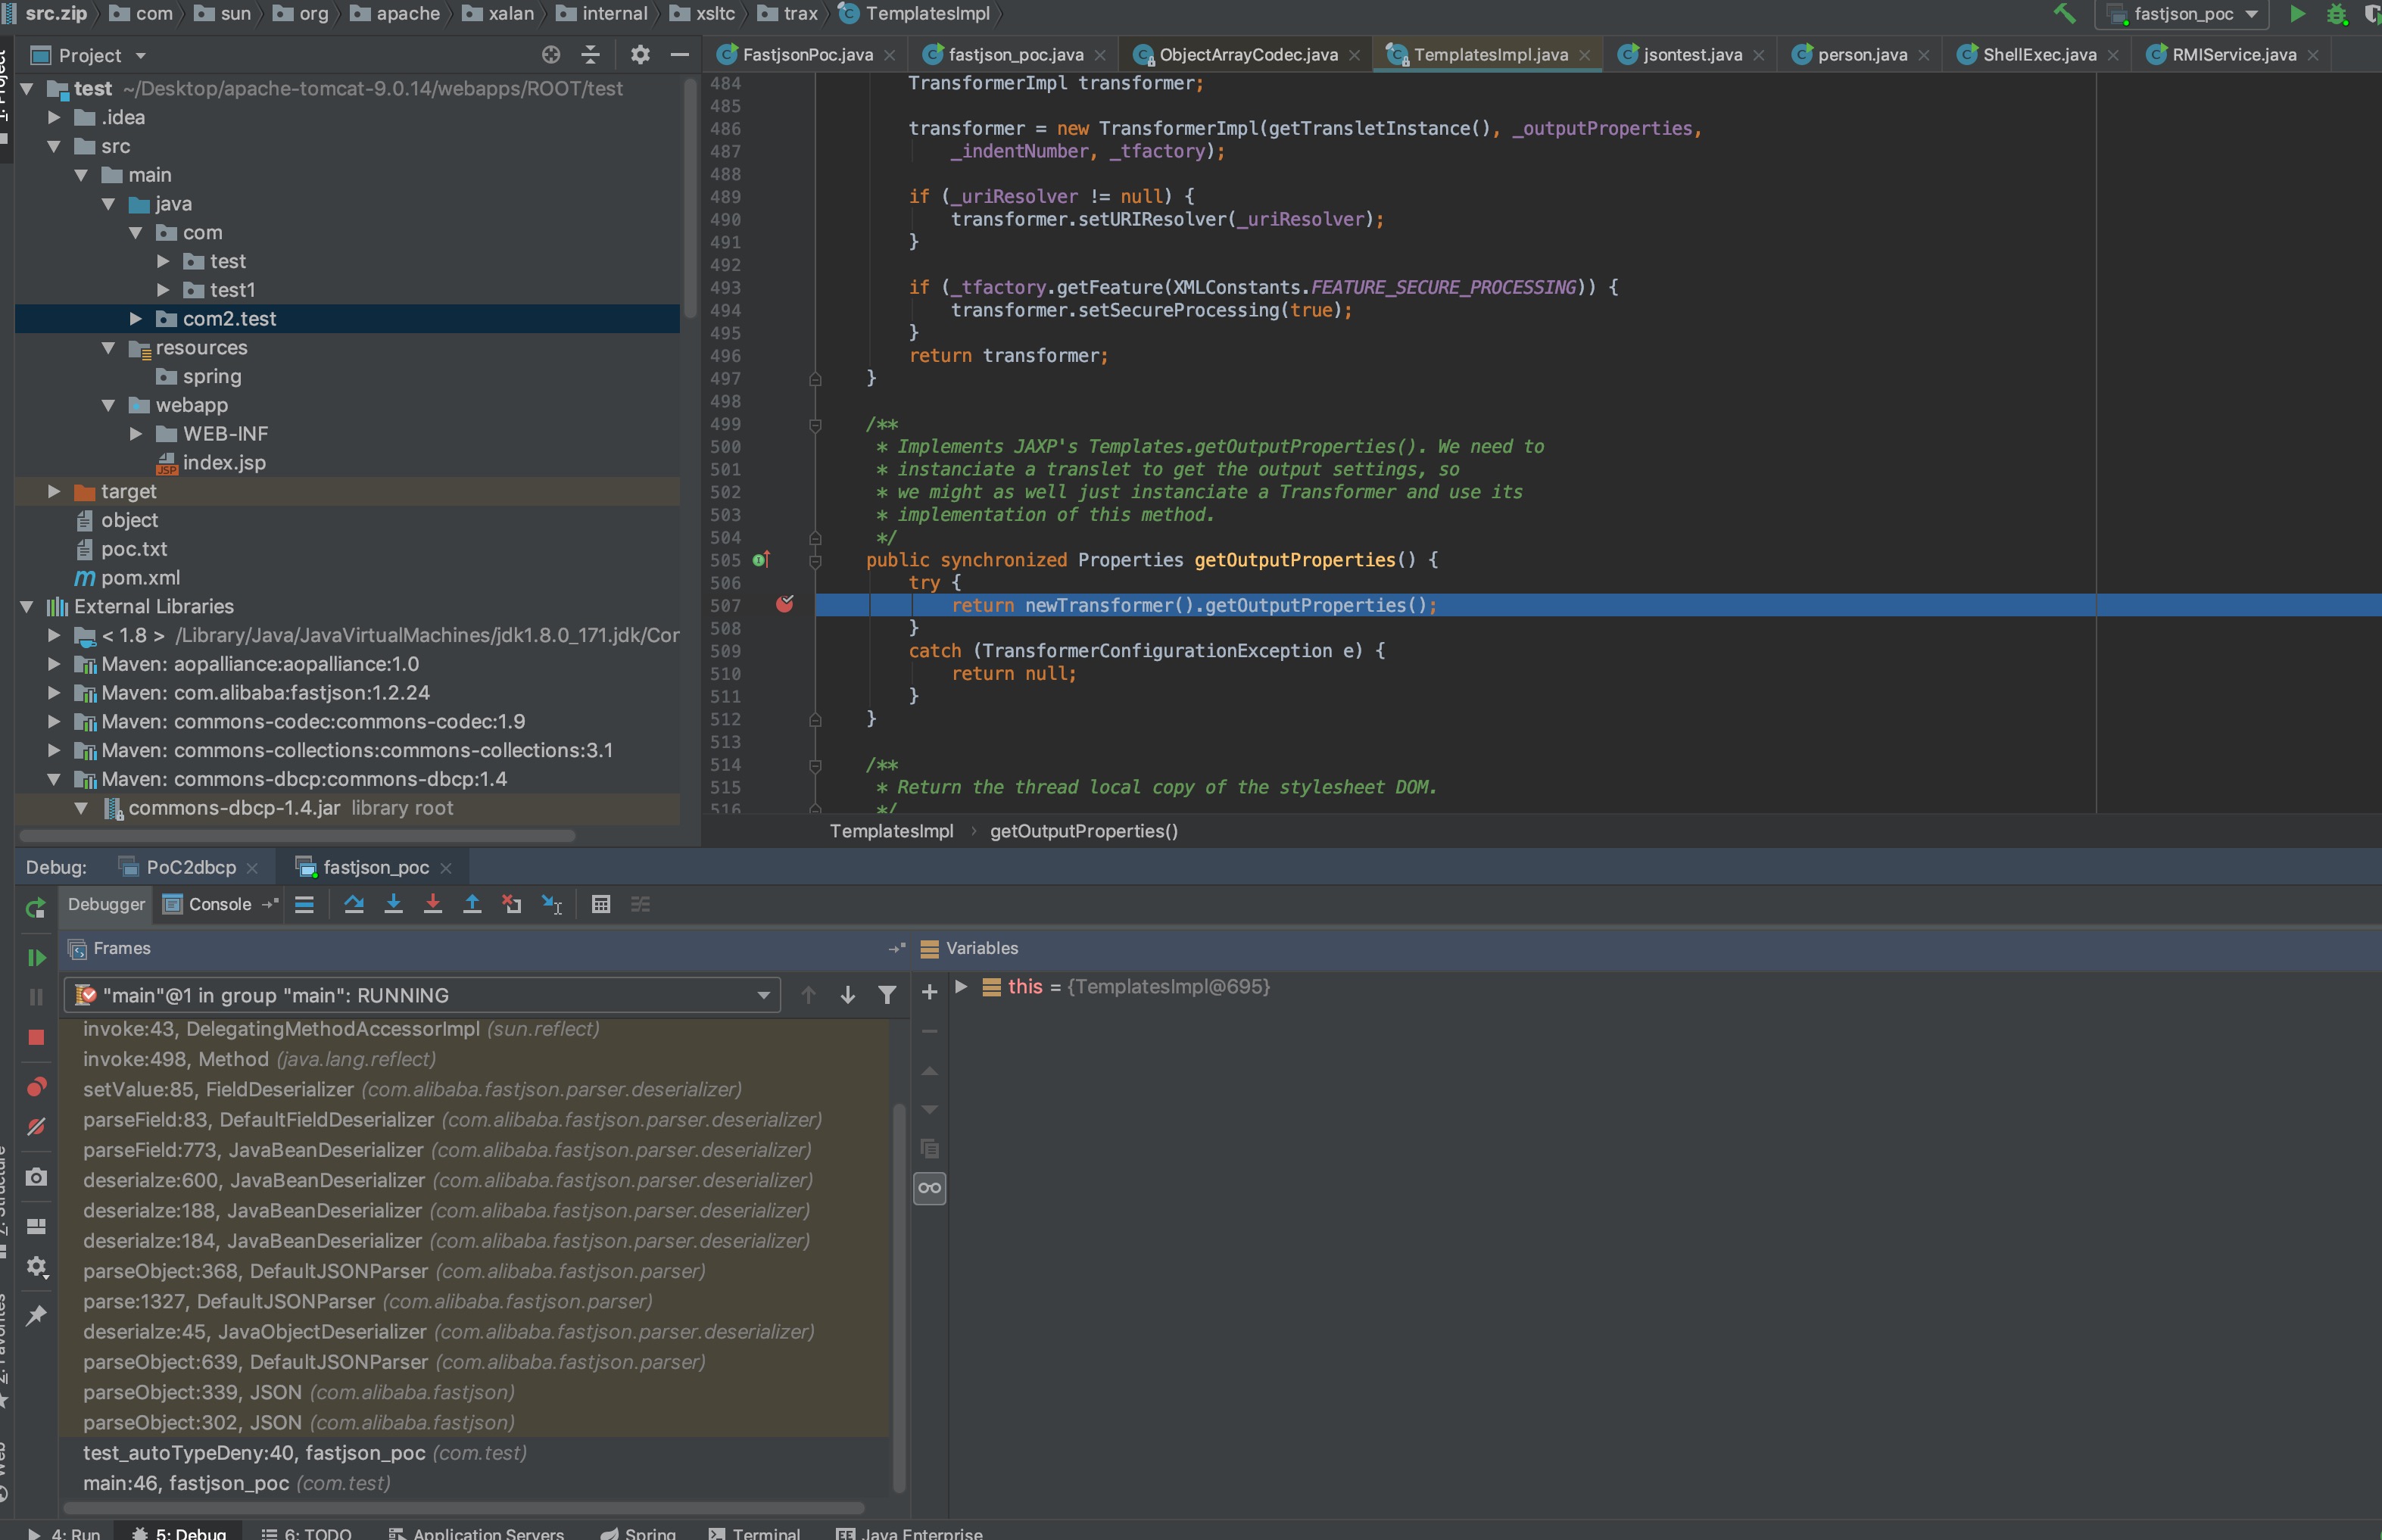 src.zip com sun org apache xalan internal xsltc trax TemplatesImpl fastjson_poc
Project
FastjsonPoc.java fastjson_poc.java ObjectArrayCodec.java TemplatesImpl.java jsontest.java person.java ShellExec.java RMIService.java
1: Project
test ~/Desktop/apache-tomcat-9.0.14/webapps/ROOT/test
.idea
src
main
java
com
test
test1
com2.test
resources
spring
webapp
WEB-INF
index.jsp
target
object
poc.txt
pom.xml
External Libraries
< 1.8 > /Library/Java/JavaVirtualMachines/jdk1.8.0_171.jdk/Cor
Maven: aopalliance:aopalliance:1.0
Maven: com.alibaba:fastjson:1.2.24
Maven: commons-codec:commons-codec:1.9
Maven: commons-collections:commons-collections:3.1
Maven: commons-dbcp:commons-dbcp:1.4
commons-dbcp-1.4.jar library root
484 TransformerImpl transformer;
485
486 transformer = new TransformerImpl(getTransletInstance(), _outputProperties,
487 _indentNumber, _tfactory);
488
489 if (_uriResolver != null) {
490 transformer.setURIResolver(_uriResolver);
491 }
492
493 if (_tfactory.getFeature(XMLConstants.FEATURE_SECURE_PROCESSING)) {
494 transformer.setSecureProcessing(true);
495 }
496 return transformer;
497 }
498
499 /**
500 * Implements JAXP's Templates.getOutputProperties(). We need to
501 * instanciate a translet to get the output settings, so
502 * we might as well just instanciate a Transformer and use its
503 * implementation of this method.
504 */
505 public synchronized Properties getOutputProperties() {
506 try {
507 return newTransformer().getOutputProperties();
508 }
509 catch (TransformerConfigurationException e) {
510 return null;
511 }
512 }
513
514 /**
515 * Return the thread local copy of the stylesheet DOM.
516 */
TemplatesImpl › getOutputProperties()
Debug: PoC2dbcp fastjson_poc
Debugger Console
Frames
Variables
"main"@1 in group "main": RUNNING
this = {TemplatesImpl@695}
invoke:43, DelegatingMethodAccessorImpl (sun.reflect)
invoke:498, Method (java.lang.reflect)
setValue:85, FieldDeserializer (com.alibaba.fastjson.parser.deserializer)
parseField:83, DefaultFieldDeserializer (com.alibaba.fastjson.parser.deserializer)
parseField:773, JavaBeanDeserializer (com.alibaba.fastjson.parser.deserializer)
deserialze:600, JavaBeanDeserializer (com.alibaba.fastjson.parser.deserializer)
deserialze:188, JavaBeanDeserializer (com.alibaba.fastjson.parser.deserializer)
deserialze:184, JavaBeanDeserializer (com.alibaba.fastjson.parser.deserializer)
parseObject:368, DefaultJSONParser (com.alibaba.fastjson.parser)
parse:1327, DefaultJSONParser (com.alibaba.fastjson.parser)
deserialze:45, JavaObjectDeserializer (com.alibaba.fastjson.parser.deserializer)
parseObject:639, DefaultJSONParser (com.alibaba.fastjson.parser)
parseObject:339, JSON (com.alibaba.fastjson)
parseObject:302, JSON (com.alibaba.fastjson)
test_autoTypeDeny:40, fastjson_poc (com.test)
main:46, fastjson_poc (com.test)
Z: Structure
2: Favorites
Web
4: Run 5: Debug 6: TODO Application Servers Spring Terminal Java Enterprise